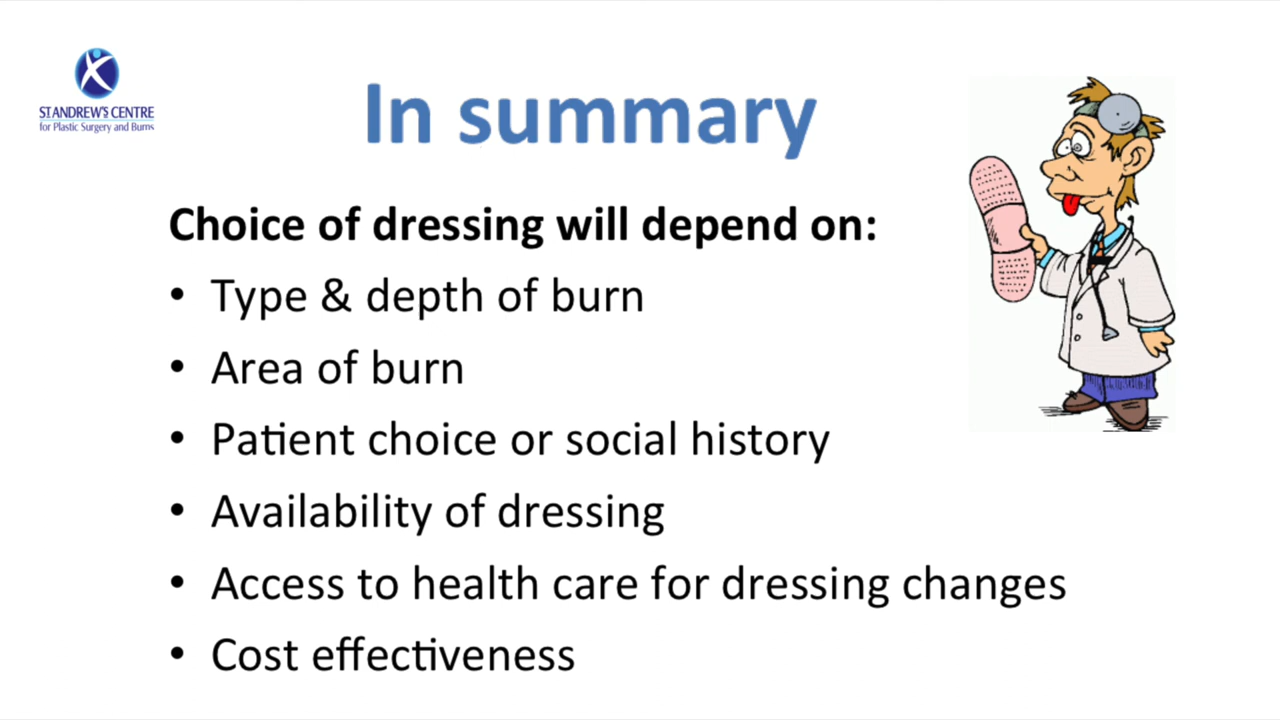 ST ANDREW'S CENTRE
for Plastic Surgery and Burns
In summary
Choice of dressing will depend on:
• Type & depth of burn
• Area of burn
• Patient choice or social history
• Availability of dressing
• Access to health care for dressing changes
• Cost effectiveness